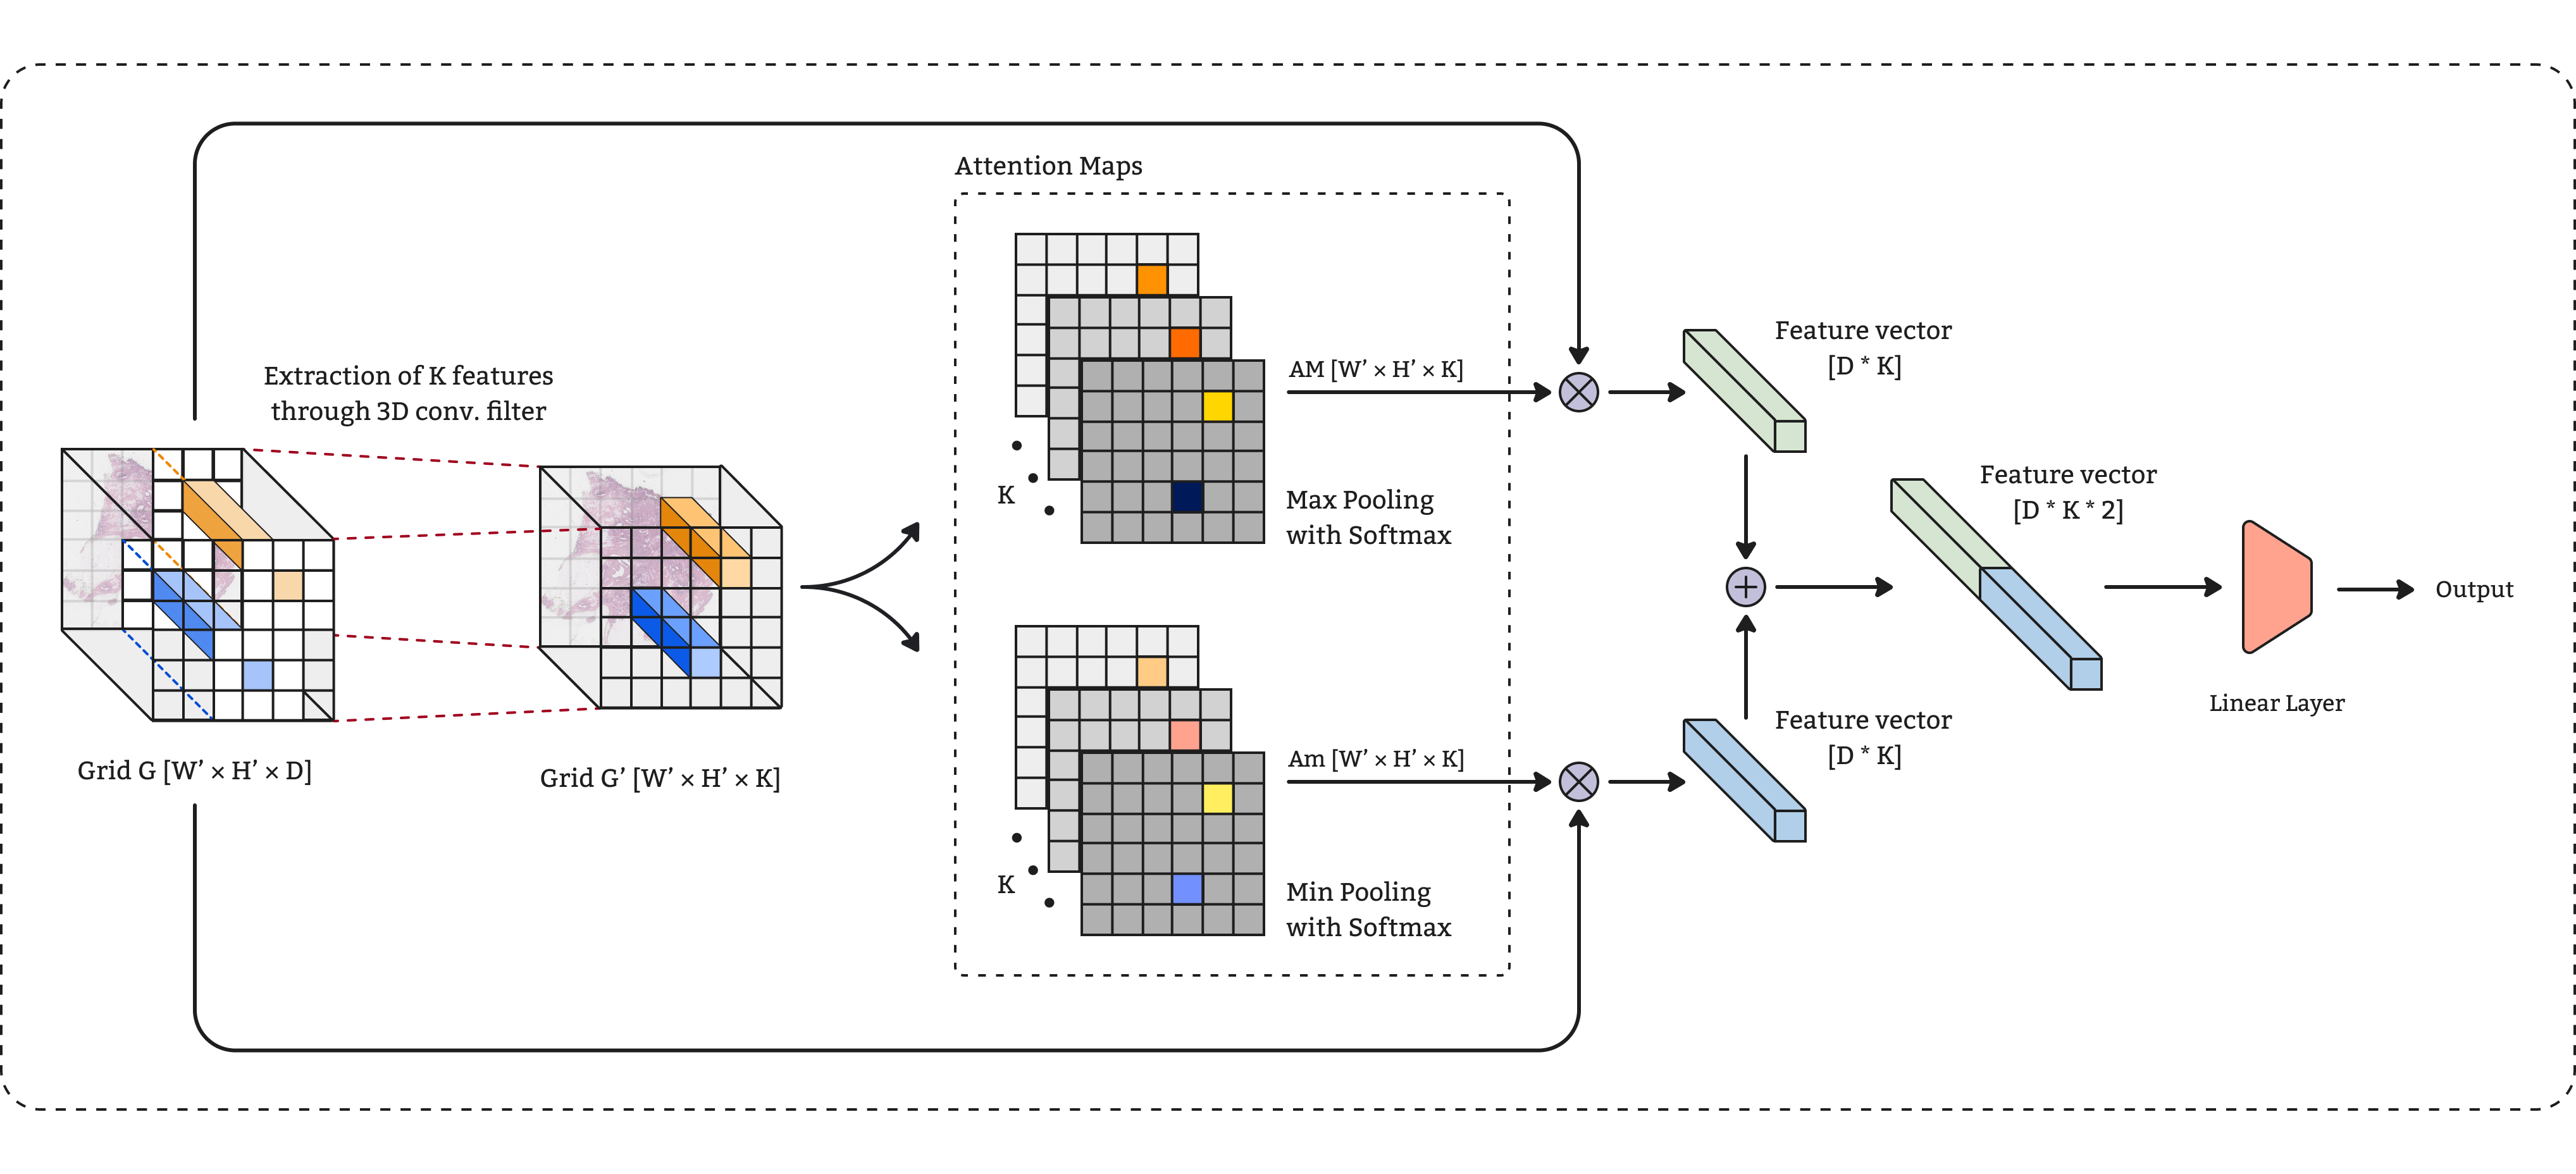 Attention Maps
Extraction of K features
through 3D conv. filter
Grid G [W’ × H’ × D]
Grid G’ [W’ × H’ × K]
K
AM [W’ × H’ × K]
Max Pooling
with Softmax
K
Am [W’ × H’ × K]
Min Pooling
with Softmax
Feature vector
[D * K]
Feature vector
[D * K * 2]
Feature vector
[D * K]
Linear Layer
Output